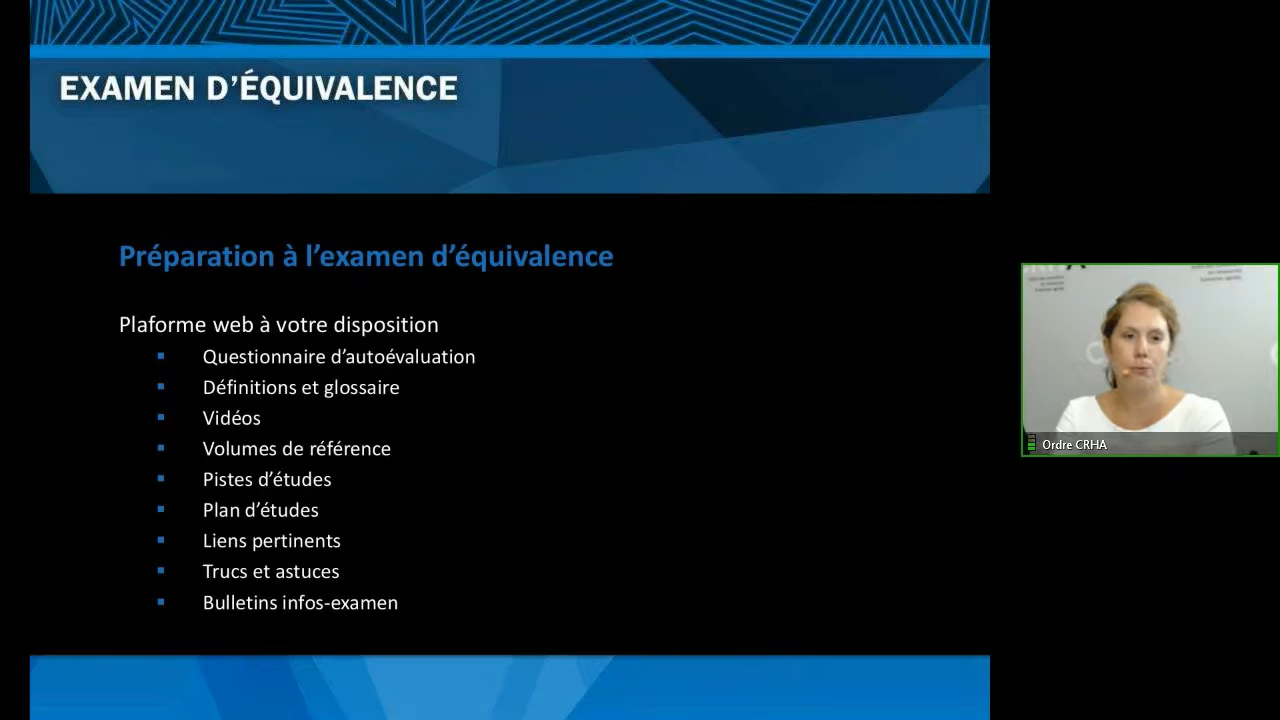 EXAMEN D'ÉQUIVALENCE
Préparation à l'examen d'équivalence
Plaforme web à votre disposition
Questionnaire d'autoévaluation
Définitions et glossaire
Vidéos
Volumes de référence
Pistes d'études
Plan d'études
Liens pertinents
Trucs et astuces
Bulletins infos-examen
Ordre CRHA